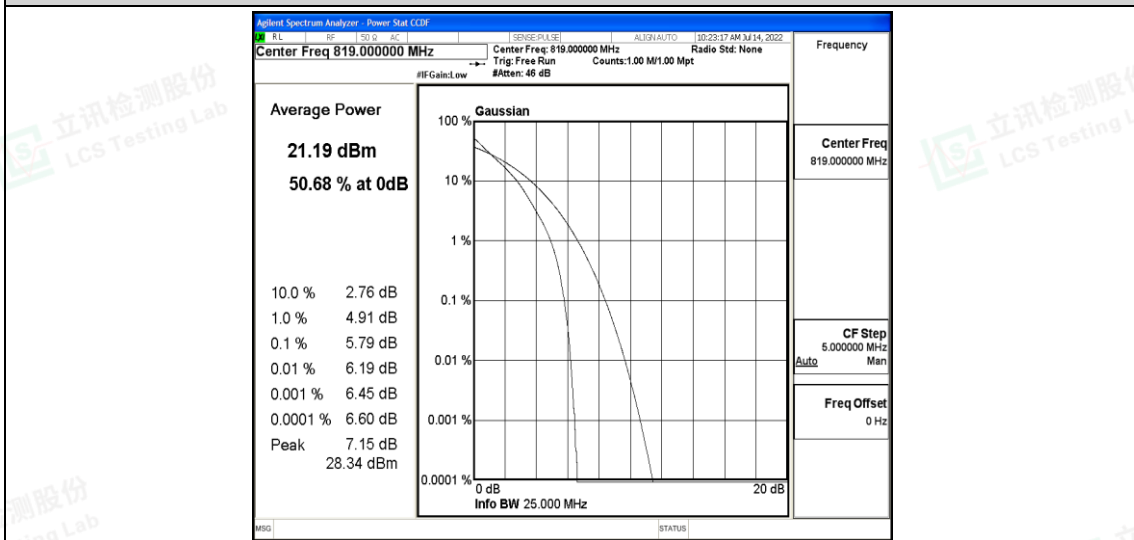 Agilent Spectrum Analyzer - Power Stat CCDF
RL RF 50 Ω AC SENSE:PULSE ALIGNAUTO 10:23:17 AM Jul 14, 2022
Center Freq 819.000000 MHz
Center Freq: 819.000000 MHz Radio Std: None
Trig: Free Run Counts:1.00 M/1.00 Mpt
#IFGain:Low #Atten: 46 dB
Frequency
Average Power
21.19 dBm
50.68 % at 0dB
10.0 % 2.76 dB
1.0 % 4.91 dB
0.1 % 5.79 dB
0.01 % 6.19 dB
0.001 % 6.45 dB
0.0001 % 6.60 dB
Peak 7.15 dB
28.34 dBm
Gaussian
100 %
10 %
1 %
0.1 %
0.01 %
0.001 %
0.0001 %
0 dB 20 dB
Info BW 25.000 MHz
Center Freq
819.000000 MHz
CF Step
5.000000 MHz
Auto Man
Freq Offset
0 Hz
MSG STATUS
立讯检测股份
LCS Testing Lab
立讯检测股份
LCS Testing L
测股份
ing Lab
立